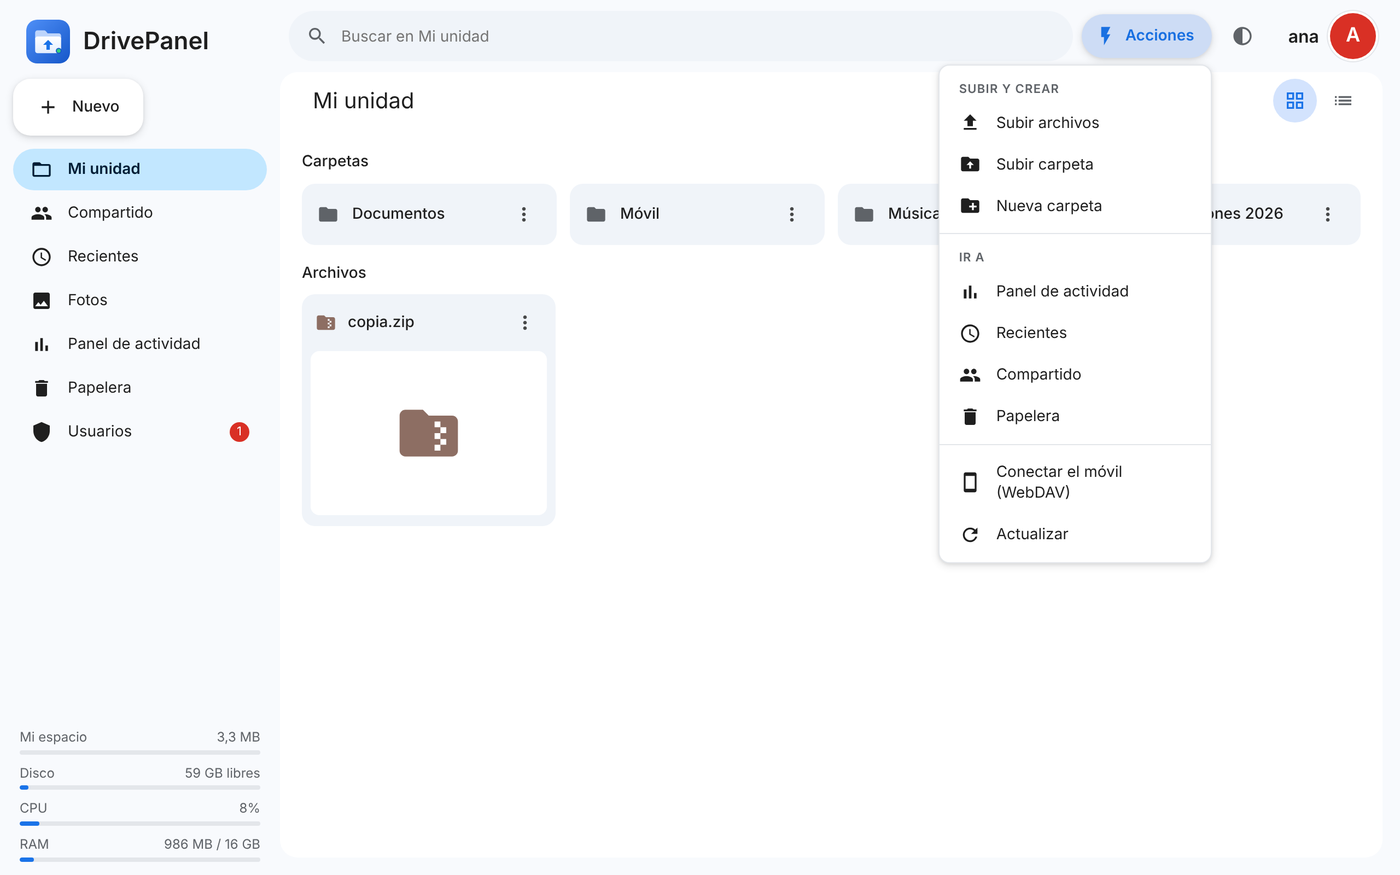 DrivePanel
Buscar en Mi unidad
Acciones
ana
A
Nuevo
Mi unidad
Compartido
Recientes
Fotos
Panel de actividad
Papelera
Usuarios
1
Mi espacio 3,3 MB
Disco 59 GB libres
CPU 8%
RAM 986 MB / 16 GB
Mi unidad
Carpetas
Documentos
Móvil
Música
2026
Archivos
copia.zip
SUBIR Y CREAR
Subir archivos
Subir carpeta
Nueva carpeta
IR A
Panel de actividad
Recientes
Compartido
Papelera
Conectar el móvil
(WebDAV)
Actualizar